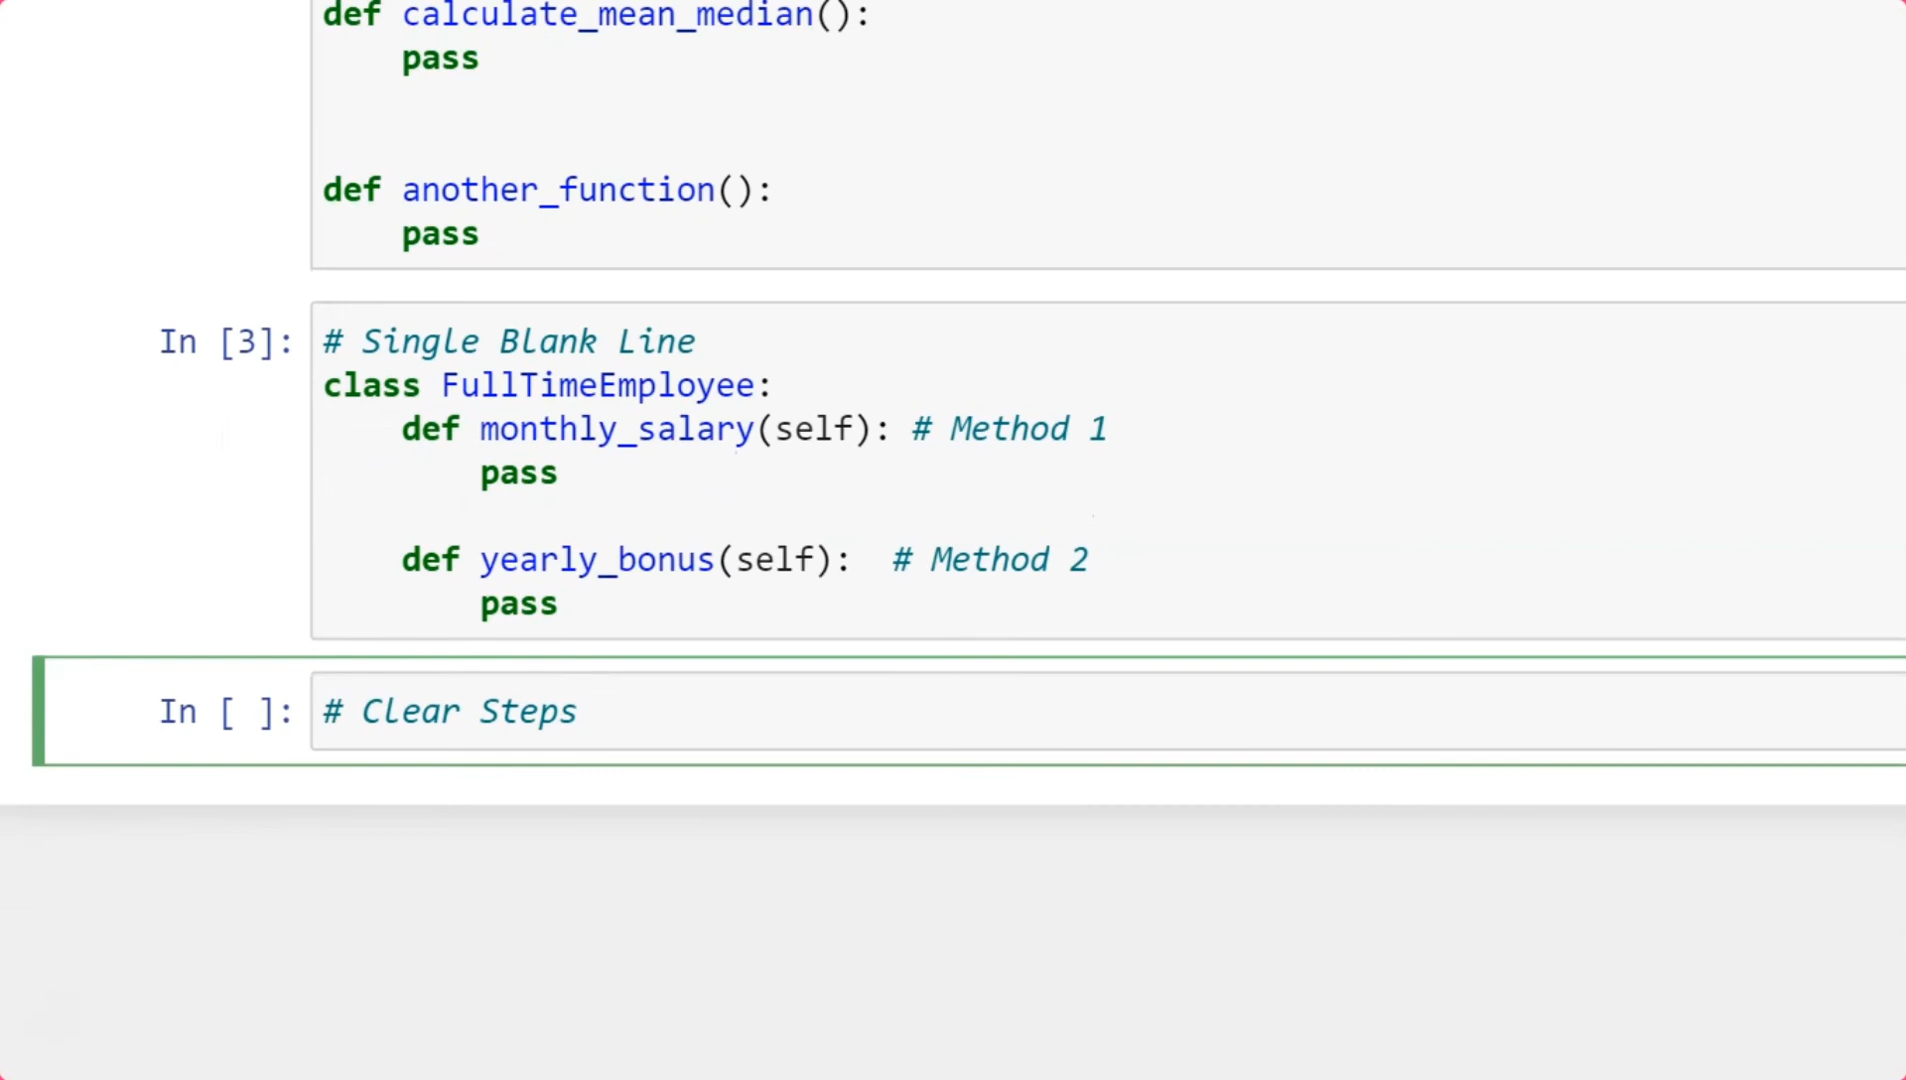 def calculate_mean_median():
    pass
def another_function():
    pass
In [3]: # Single Blank Line
class FullTimeEmployee:
    def monthly_salary(self): # Method 1
        pass
    def yearly_bonus(self):  # Method 2
        pass
In [ ]: # Clear Steps